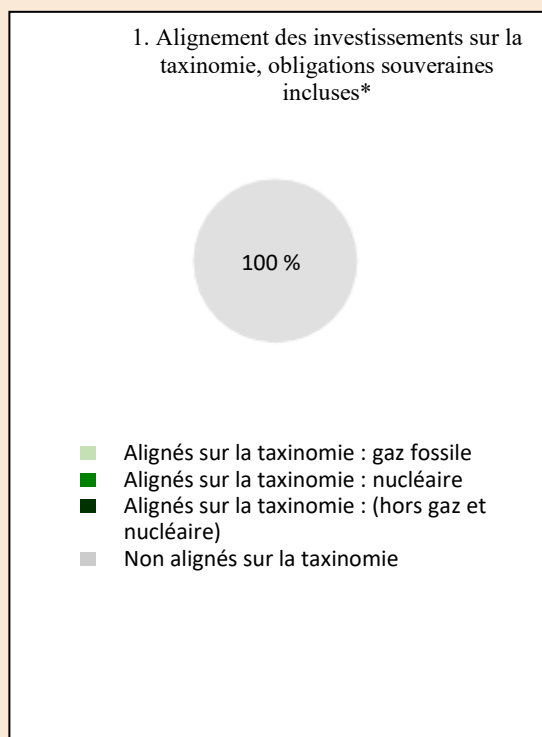 1. Alignement des investissements sur la
taxinomie, obligations souveraines
incluses*
100 %
Alignés sur la taxinomie : gaz fossile
Alignés sur la taxinomie : nucléaire
Alignés sur la taxinomie : (hors gaz et
nucléaire)
Non alignés sur la taxinomie